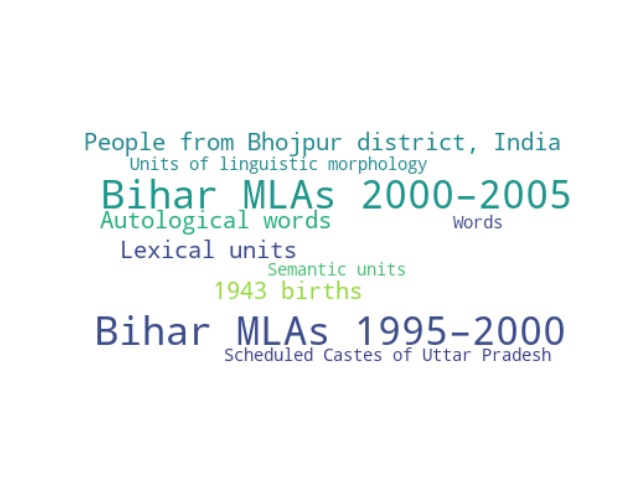 People from Bhojpur district, India
Units of linguistic morphology
Bihar MLAs 2000–2005
Autological words
Words
Lexical units
Semantic units
1943 births
Bihar MLAs 1995–2000
Scheduled Castes of Uttar Pradesh